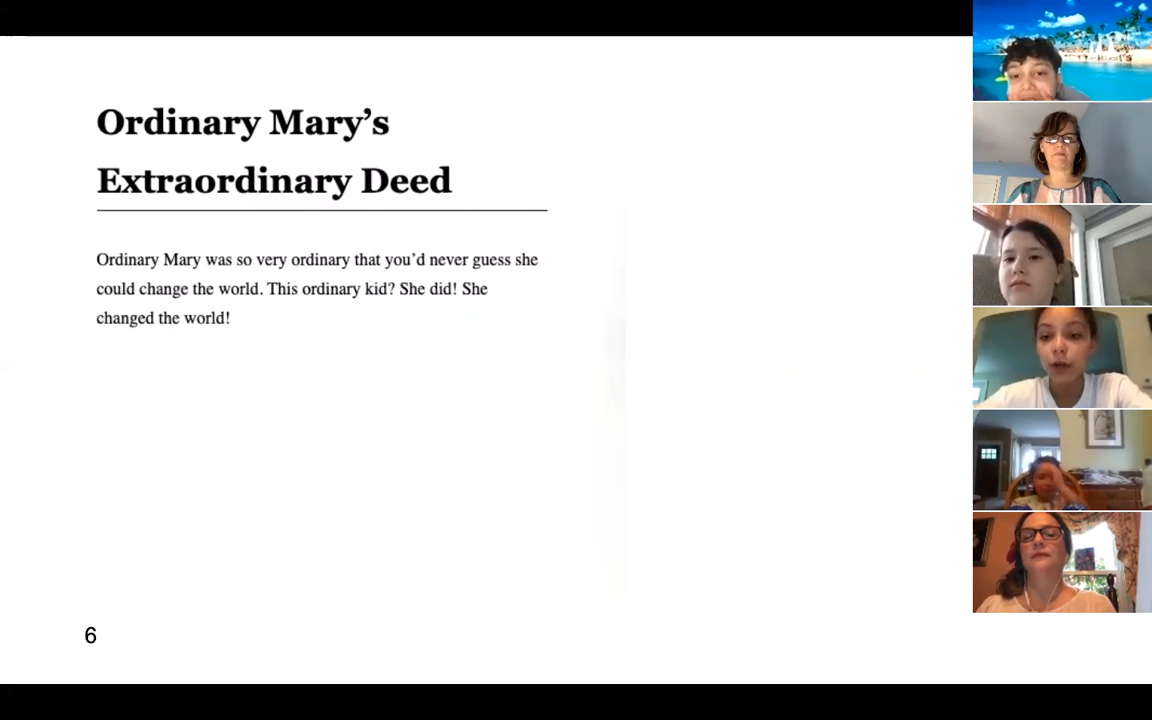 Ordinary Mary's
Extraordinary Deed
Ordinary Mary was so very ordinary that you'd never guess she
could change the world. This ordinary kid? She did! She
changed the world!
6